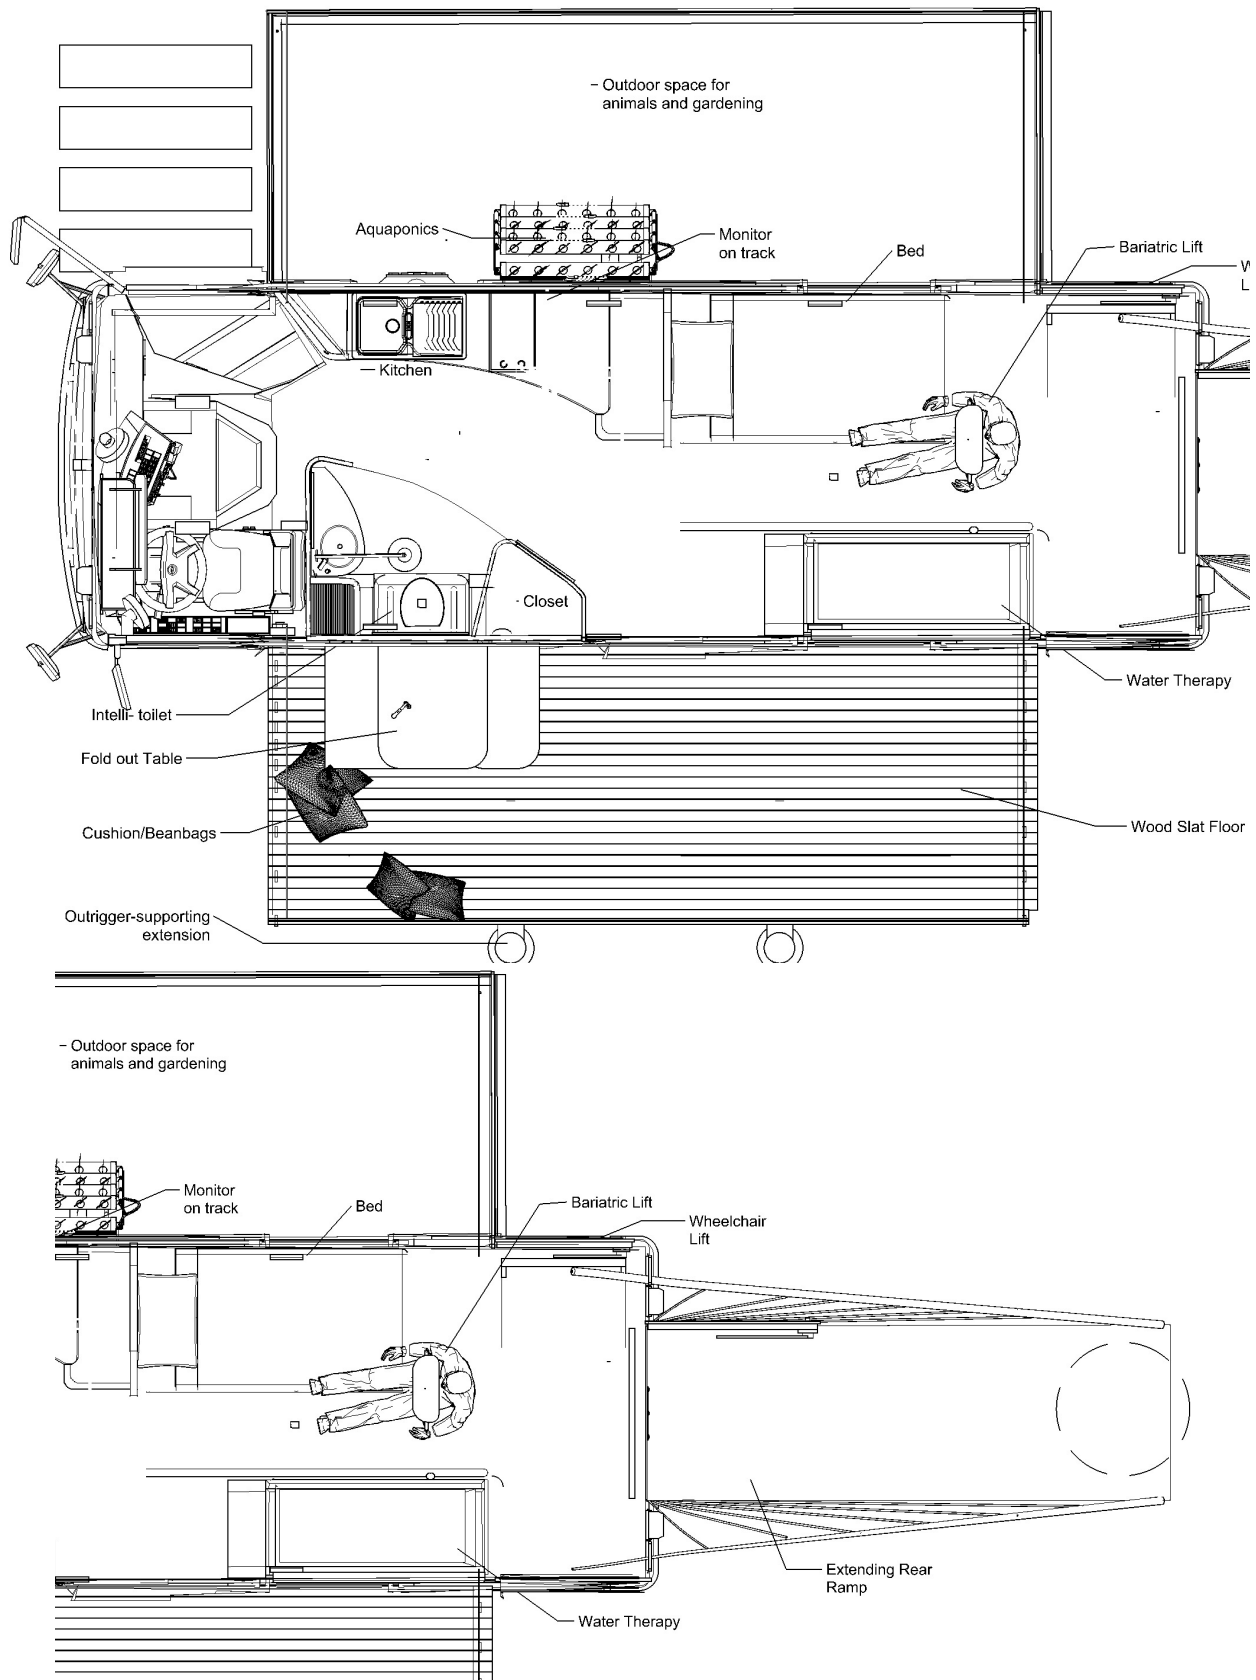 - Outdoor space for
animals and gardening
Aquaponics
Monitor
on track
Bed
Bariatric Lift
W
L
- Kitchen
- Closet
Intelli- toilet
Water Therapy
Fold out Table
Cushion/Beanbags
Wood Slat Floor
Outrigger-supporting
extension
- Outdoor space for
animals and gardening
Monitor
on track
Bed
Bariatric Lift
Wheelchair
Lift
Extending Rear
Ramp
Water Therapy